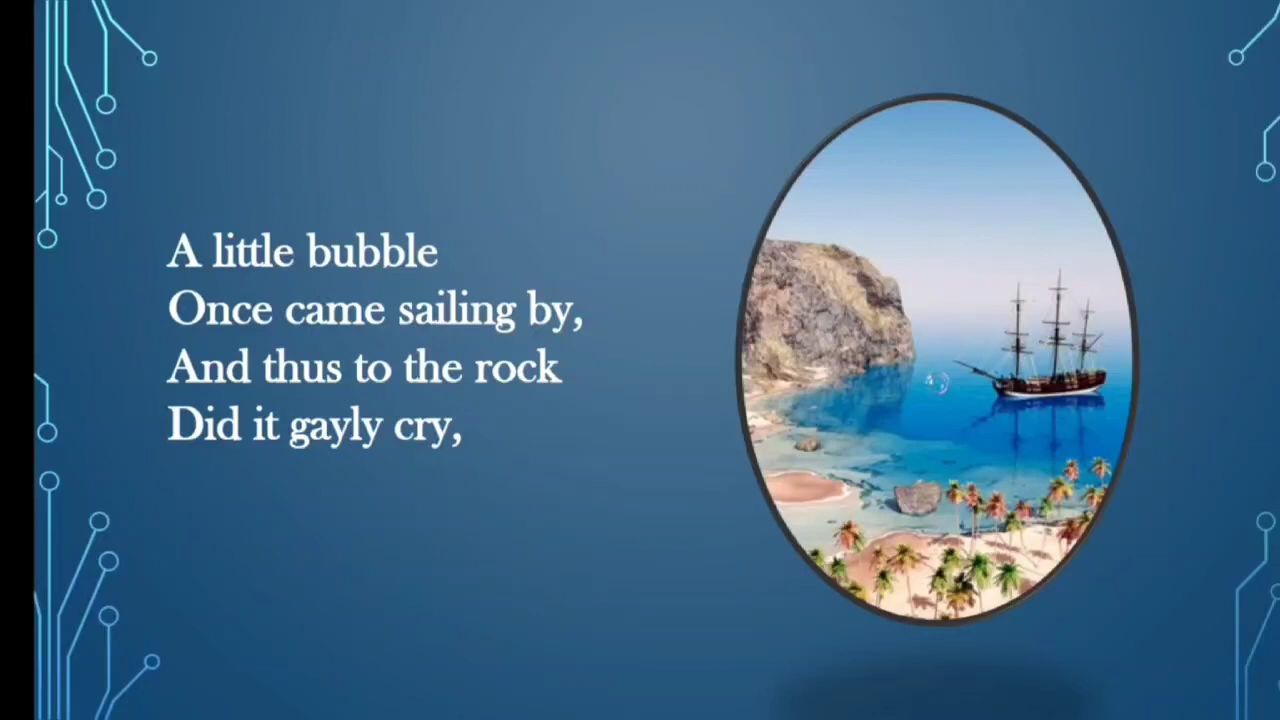 A little bubble
Once came sailing by,
And thus to the rock
Did it gayly cry,